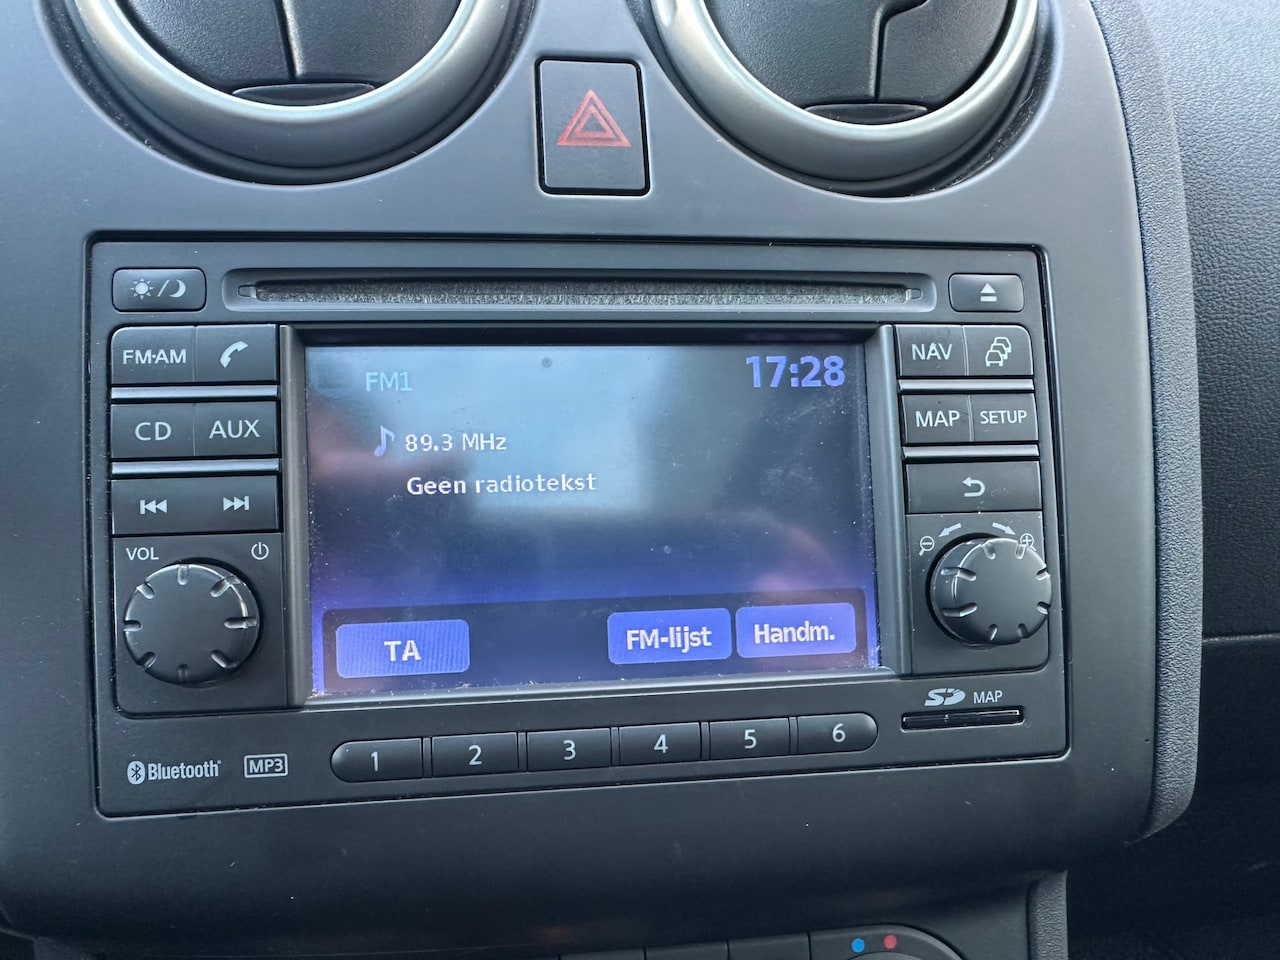 FM·AM
CD
AUX
VOL
FM1
17:28
89.3 MHz
Geen radiotekst
TA
FM-lijst
Handm.
NAV
MAP
SETUP
SD MAP
Bluetooth
MP3
1
2
3
4
5
6